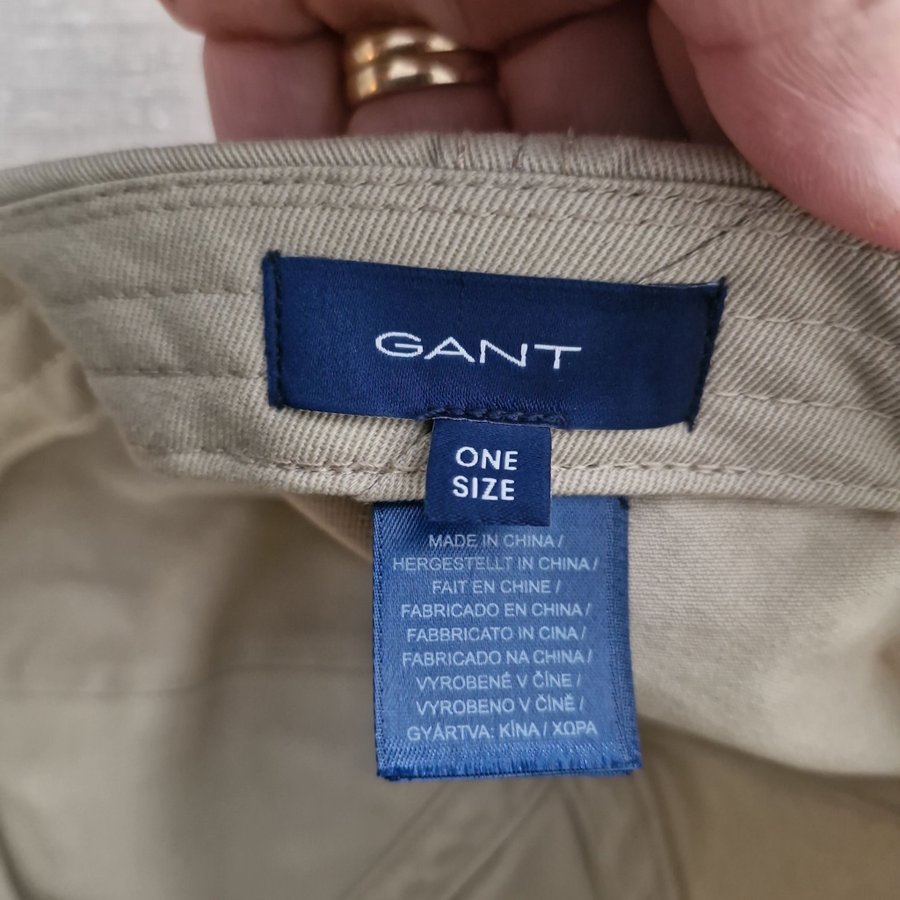 GANT
ONE
SIZE
MADE IN CHINA /
HERGESTELLT IN CHINA /
FAIT EN CHINE /
FABRICADO EN CHINA /
FABBRICATO IN CINA /
FABRICADO NA CHINA /
VYROBENÉ V ČÍNE /
VYROBENO V ČÍNĚ /
GYÁRTVA: KÍNA / ΧΩΡΑ